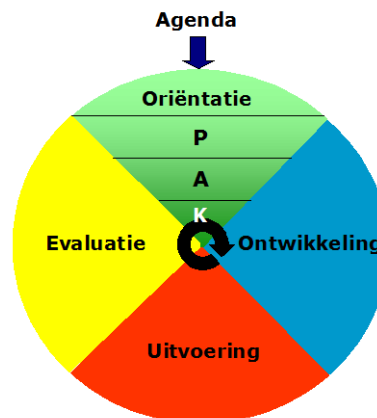 Agenda
Oriëntatie
P
A
K
Evaluatie
Ontwikkeling
Uitvoering